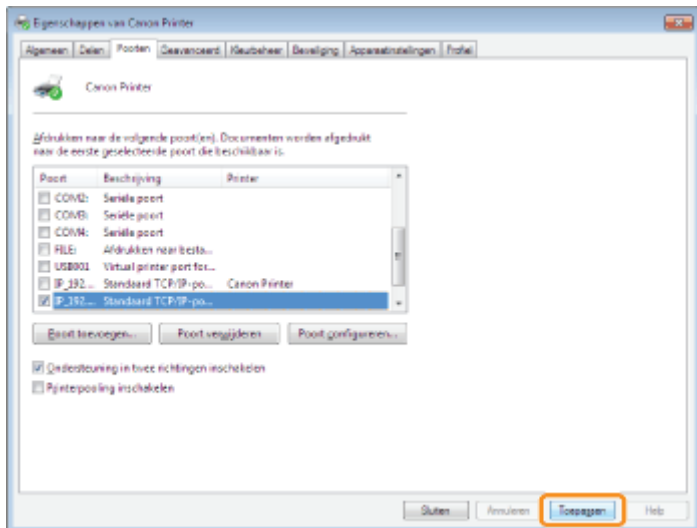 Eigenschappen van Canon Printer
Algemeen Delen Poorten Geavanceerd Kleurbeheer Beveiliging Apparaatinstellingen Profiel
Canon Printer
Afdrukken naar de volgende poort(en). Documenten worden afgedrukt
naar de eerste geselecteerde poort die beschikbaar is.
Poort Beschrijving Printer
COM2: Seriële poort
COM3: Seriële poort
COM4: Seriële poort
FILE: Afdrukken naar besta...
USB001 Virtual printer port for...
IP_192.... Standaard TCP/IP-po... Canon Printer
IP_192.... Standaard TCP/IP-po...
Poort toevoegen... Poort verwijderen Poort configureren...
Ondersteuning in twee richtingen inschakelen
Printerpooling inschakelen
Sluiten Annuleren Toepassen Help